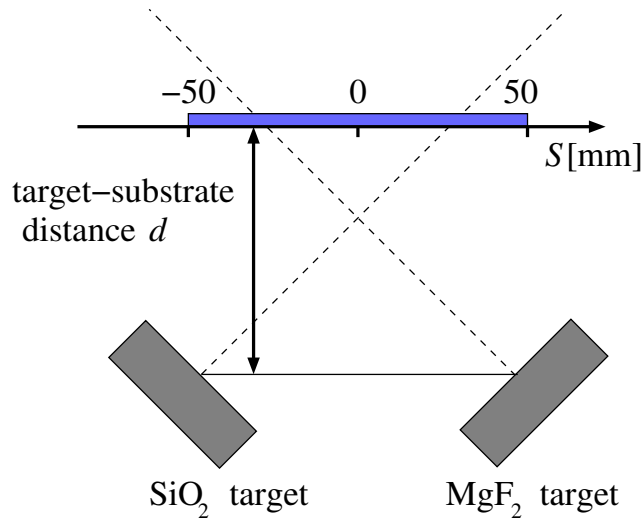 −50 0 50
S[mm]
target−substrate
distance d
SiO₂ target MgF₂ target